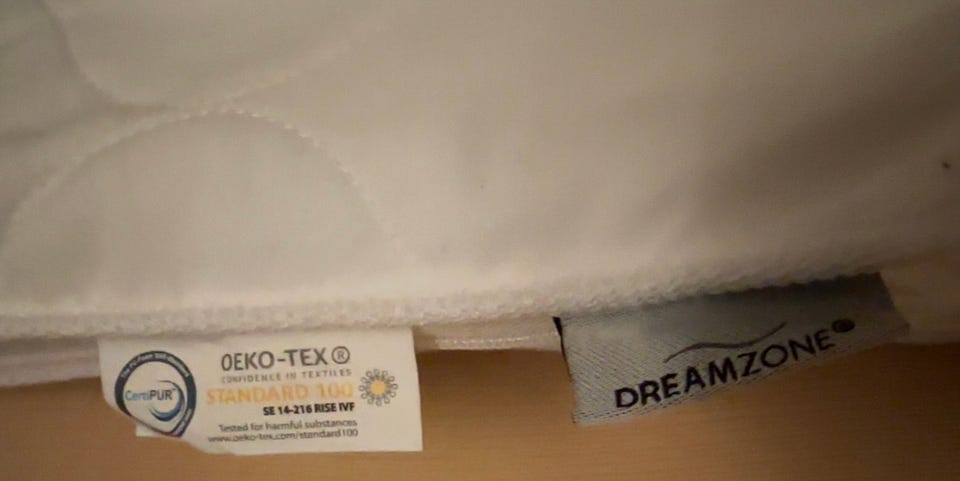 CertiPUR™
OEKO-TEX®
CONFIDENCE IN TEXTILES
STANDARD 100
SE 14-216 RISE IVF
Tested for harmful substances
www.oeko-tex.com/standard100
DREAMZONE®